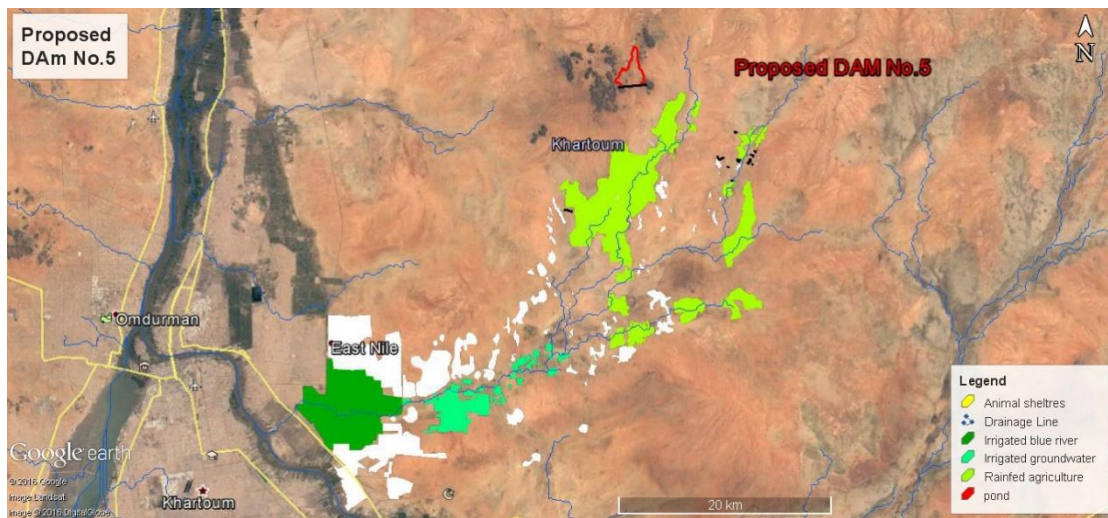 Proposed
DAm No.5
N
Proposed DAM No.5
Khartoum
Omdurman
East Nile
Legend
Animal sheltres
Drainage Line
Irrigated blue river
Irrigated groundwater
Rainfed agriculture
pond
Google earth
© 2016 Google
Image Landsat
Image © 2016 DigitalGlobe
Khartoum
20 km